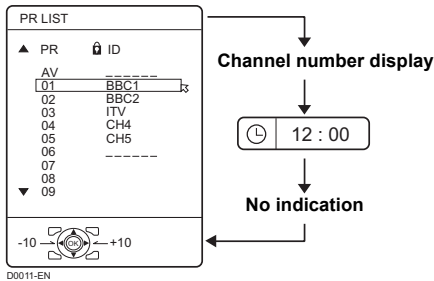 PR LIST
PR ID
AV ______
01 BBC1
02 BBC2
03 ITV
04 CH4
05 CH5
06 ______
07
08
09
-10 OK +10
D0011-EN
Channel number display
12 : 00
No indication